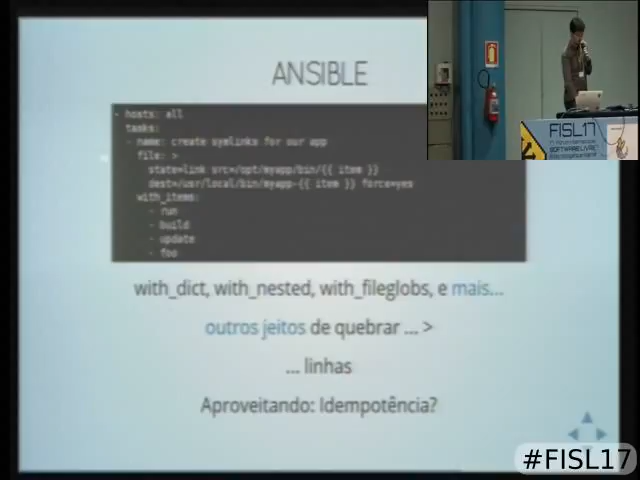 ANSIBLE
- hosts: all
tasks:
- name: create symlinks for our app
file: >
state=link src=/opt/myapp/bin/{{ item }}
dest=/usr/local/bin/myapp-{{ item }} force=yes
with_items:
- run
- build
- update
- foo
with_dict, with_nested, with_fileglobs, e mais...
outros jeitos de quebrar ... >
... linhas
Aproveitando: Idempotência?
FISL17
SOFTWARE LIVRE
#FISL17